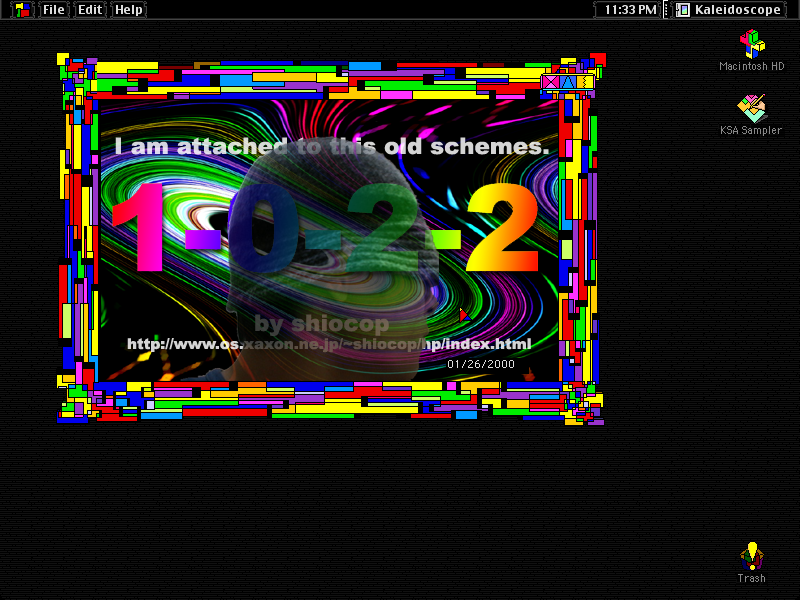 File Edit Help 11:33 PM Kaleidoscope
Macintosh HD
KSA Sampler
I am attached to this old schemes.
1-0-2-2
by shiocop
http://www.os.xaxon.ne.jp/~shiocop/hp/index.html
01/26/2000
Trash